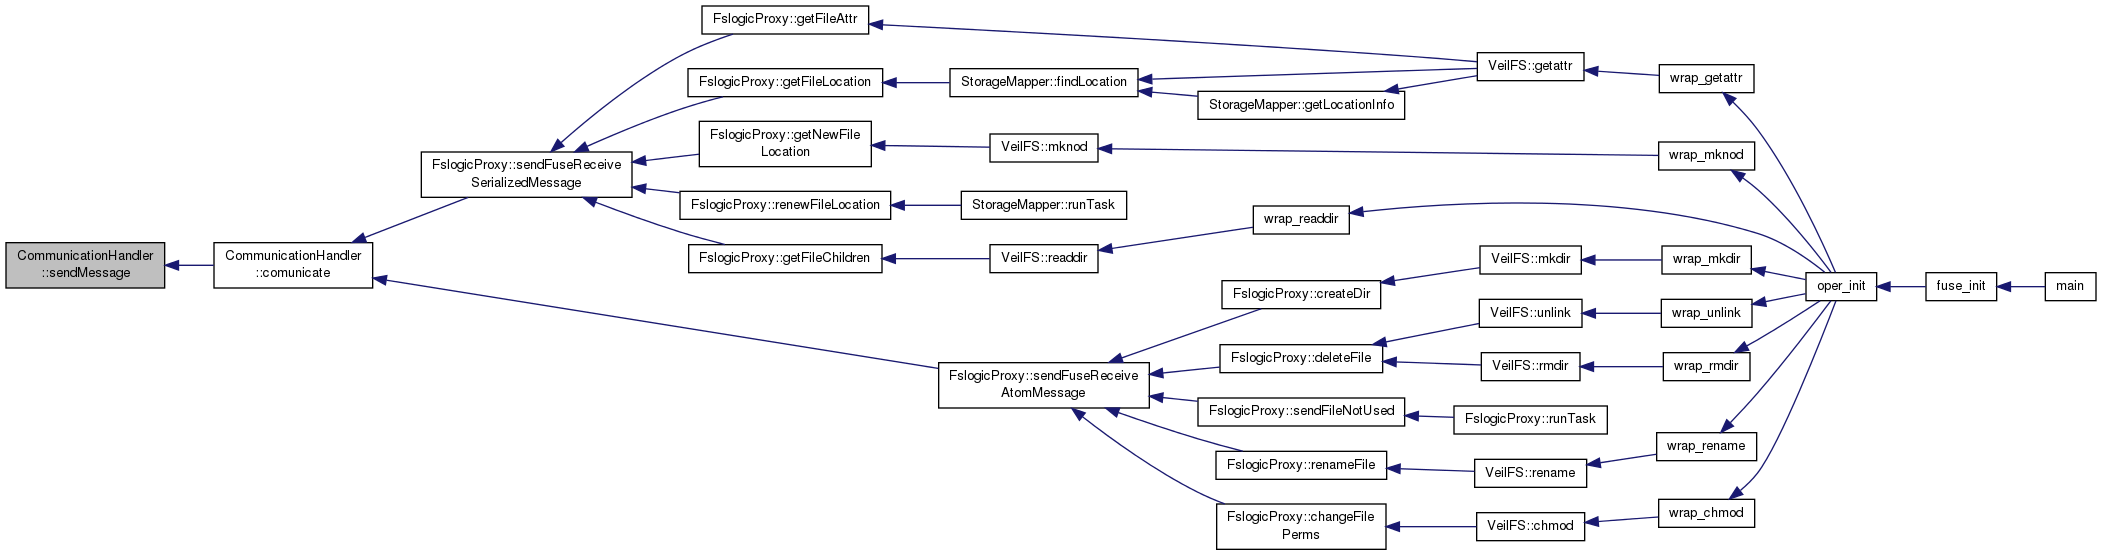 FslogicProxy::getFileAttr
VeilFS::getattr
FslogicProxy::getFileLocation
StorageMapper::findLocation
wrap_getattr
StorageMapper::getLocationInfo
FslogicProxy::getNewFile
Location
VeilFS::mknod
wrap_mknod
FslogicProxy::sendFuseReceive
SerializedMessage
FslogicProxy::renewFileLocation
StorageMapper::runTask
wrap_readdir
CommunicationHandler
::sendMessage
CommunicationHandler
::comunicate
FslogicProxy::getFileChildren
VeilFS::readdir
VeilFS::mkdir
wrap_mkdir
FslogicProxy::createDir
oper_init
fuse_init
main
VeilFS::unlink
wrap_unlink
FslogicProxy::deleteFile
VeilFS::rmdir
wrap_rmdir
FslogicProxy::sendFuseReceive
AtomMessage
FslogicProxy::sendFileNotUsed
FslogicProxy::runTask
wrap_rename
FslogicProxy::renameFile
VeilFS::rename
FslogicProxy::changeFile
Perms
VeilFS::chmod
wrap_chmod